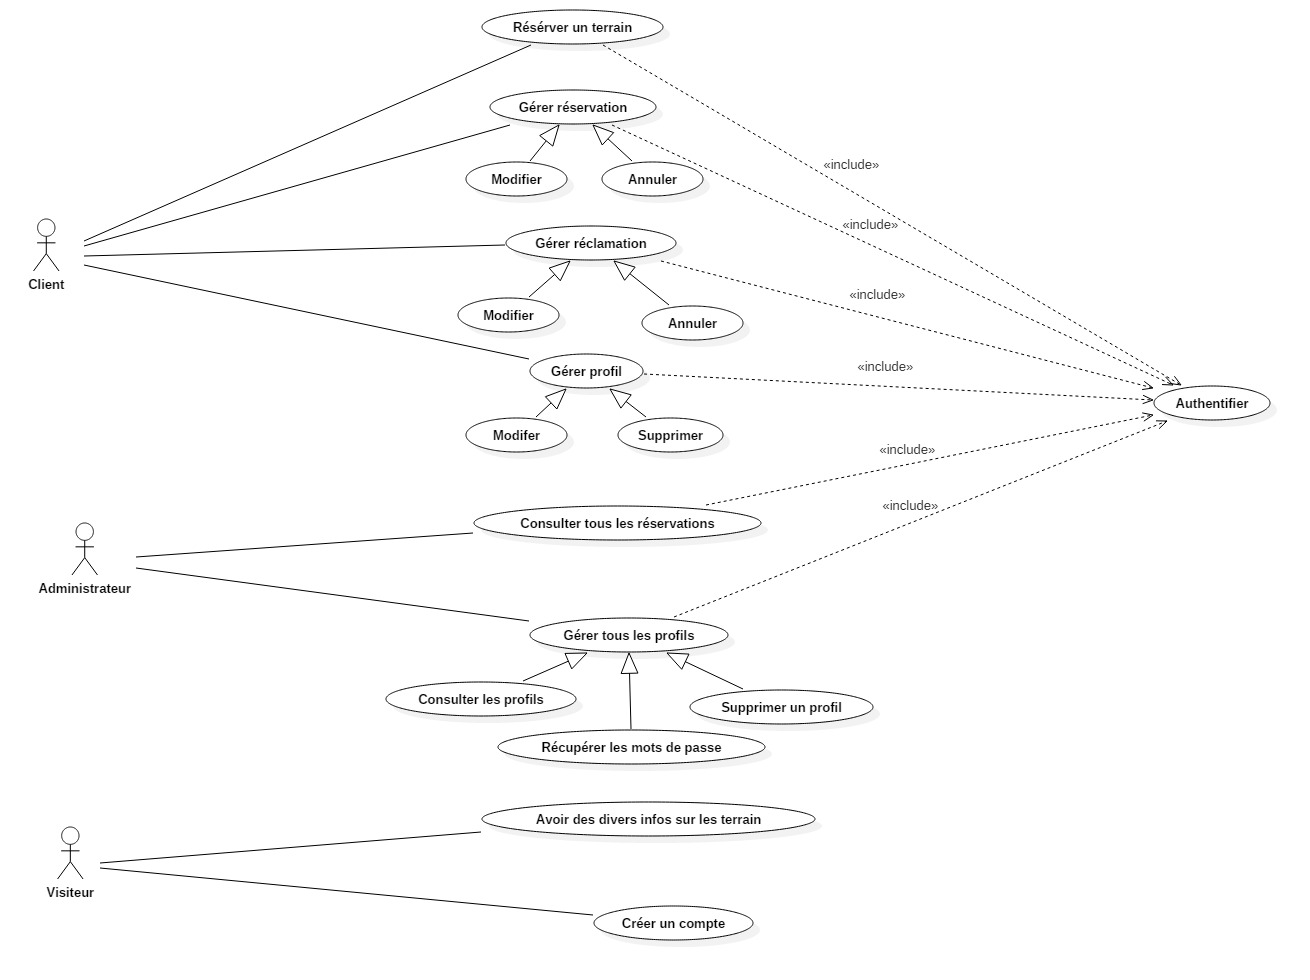 Résérver un terrain
Gérer réservation
«include»
Modifier
Annuler
«include»
Client
Gérer réclamation
«include»
Modifier
Annuler
Gérer profil
«include»
Authentifier
Modifer
Supprimer
«include»
Consulter tous les réservations
«include»
Administrateur
Gérer tous les profils
Consulter les profils
Supprimer un profil
Récupérer les mots de passe
Avoir des divers infos sur les terrain
Visiteur
Créer un compte